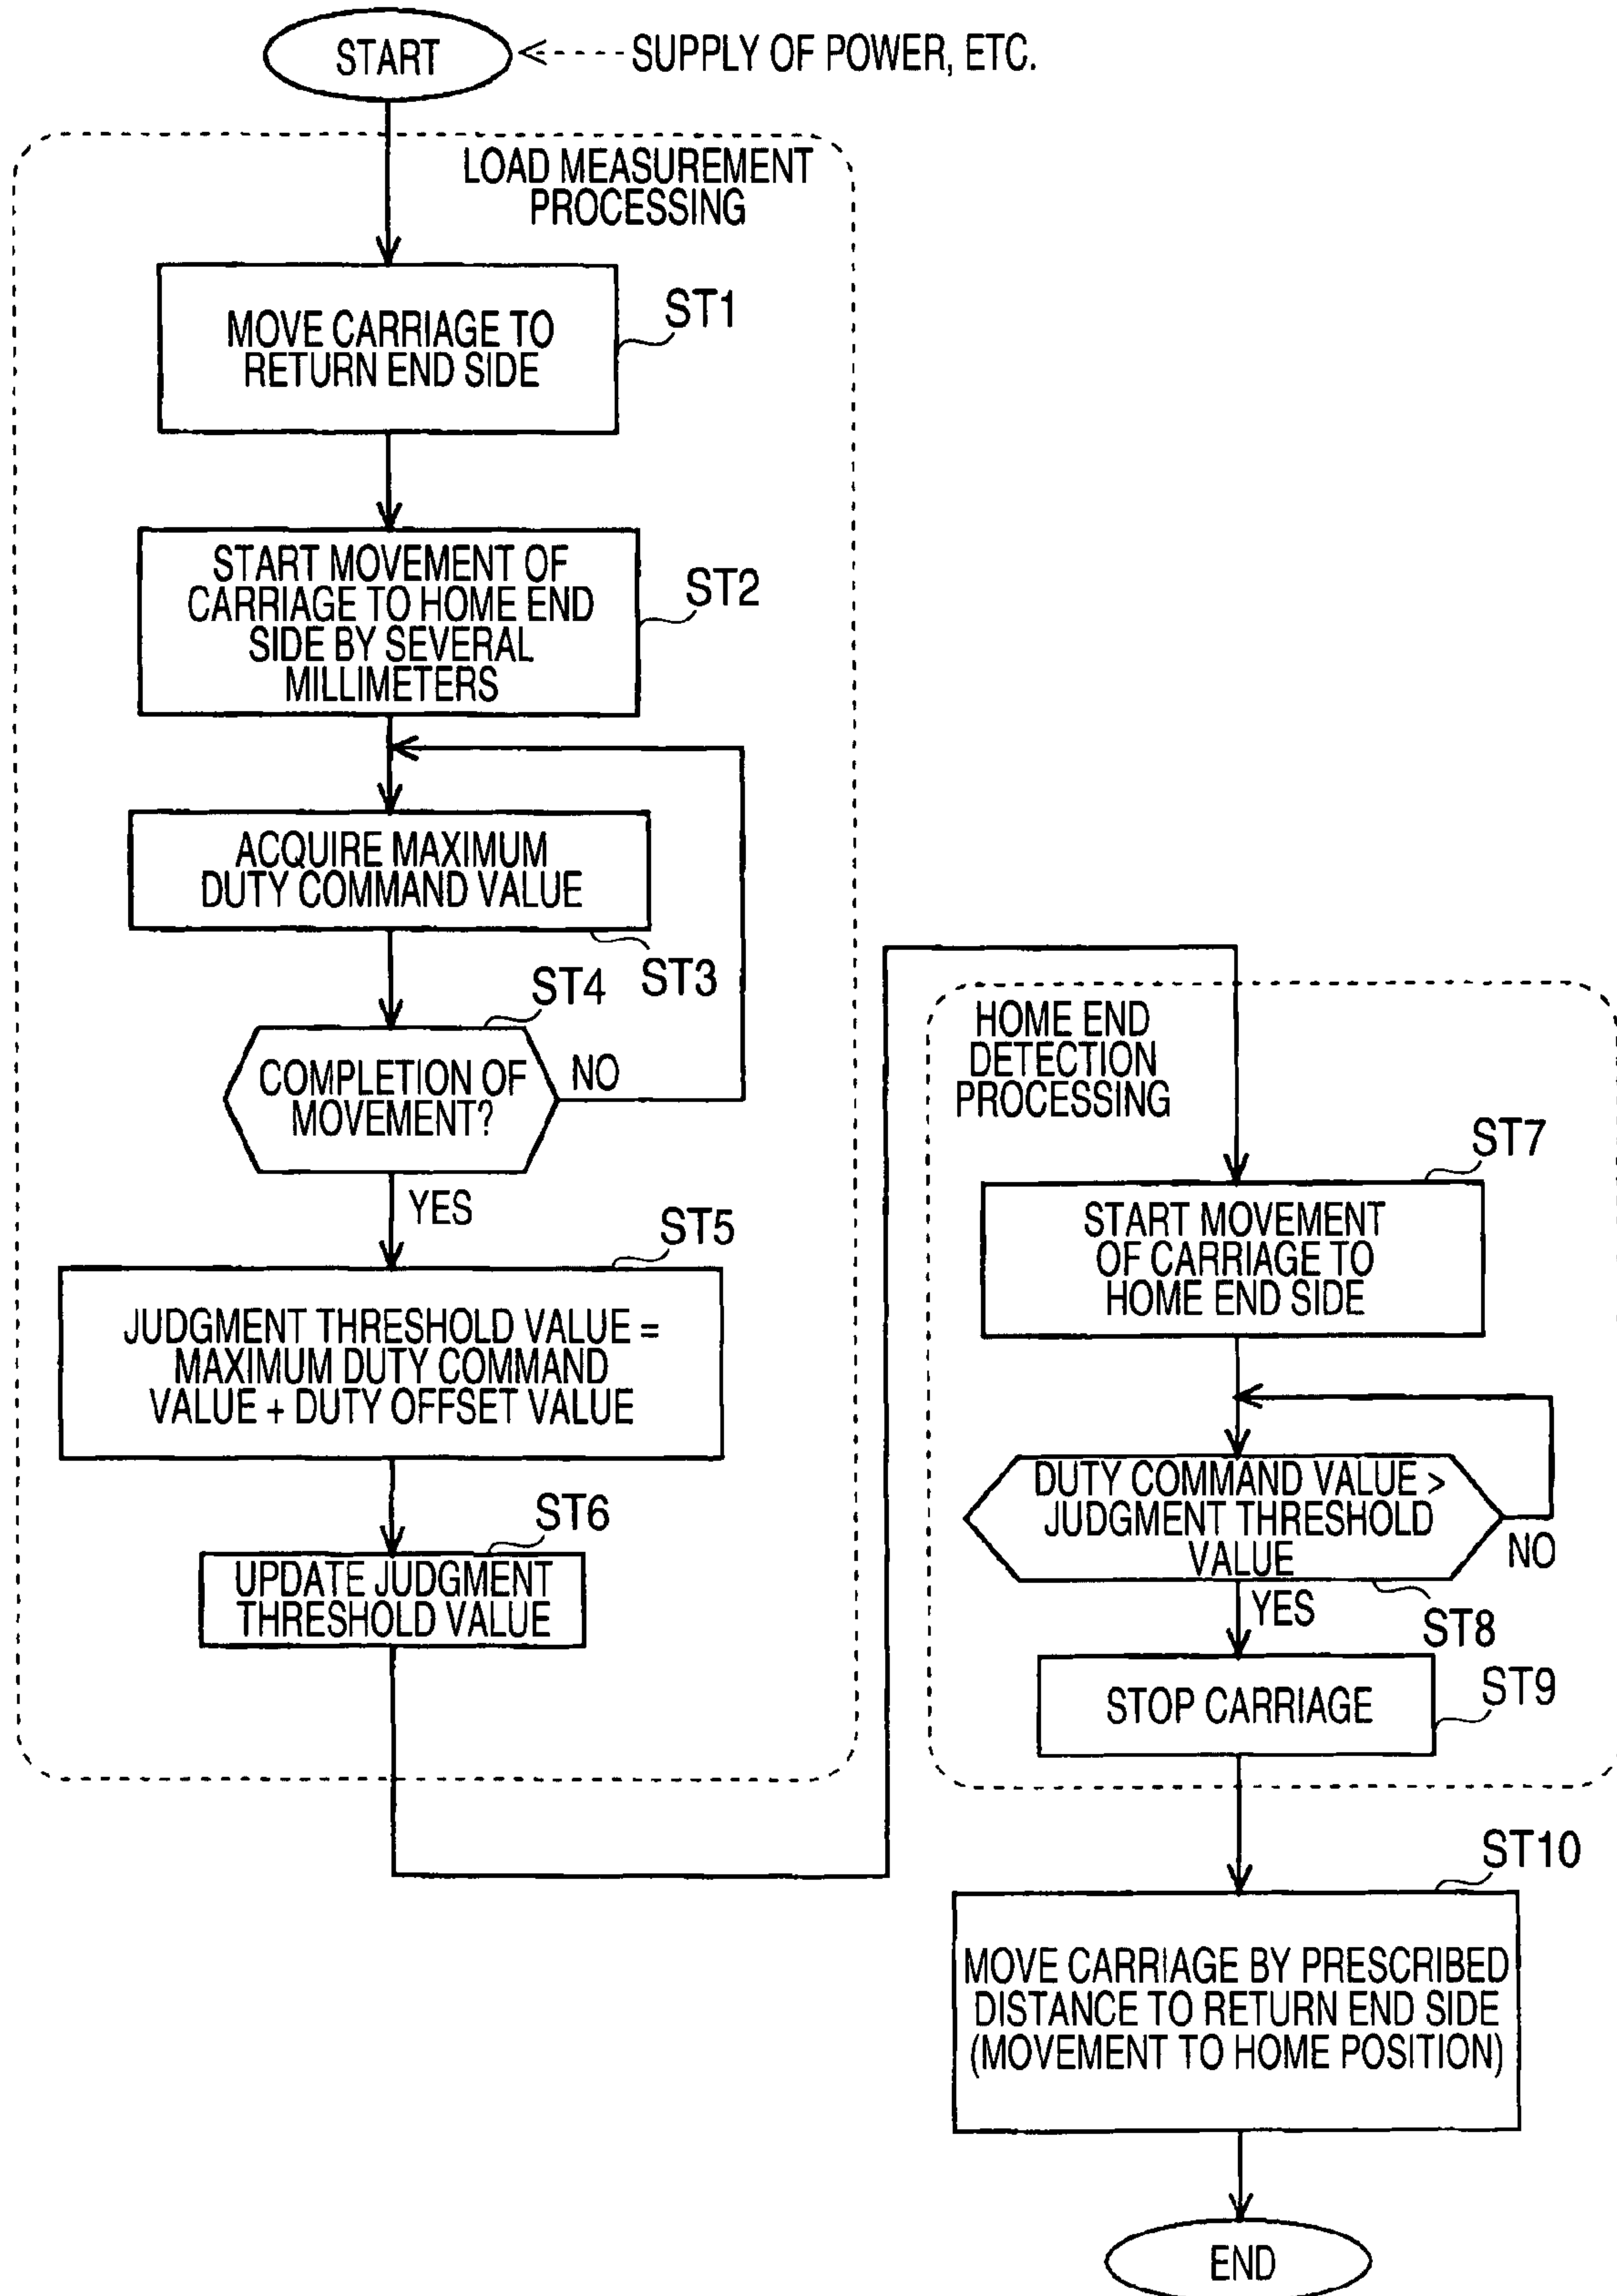 START
SUPPLY OF POWER, ETC.
LOAD MEASUREMENT
PROCESSING
MOVE CARRIAGE TO
RETURN END SIDE
ST1
START MOVEMENT OF
CARRIAGE TO HOME END
SIDE BY SEVERAL
MILLIMETERS
ST2
ACQUIRE MAXIMUM
DUTY COMMAND VALUE
ST3
ST4
COMPLETION OF
MOVEMENT?
NO
YES
ST5
JUDGMENT THRESHOLD VALUE =
MAXIMUM DUTY COMMAND
VALUE + DUTY OFFSET VALUE
ST6
UPDATE JUDGMENT
THRESHOLD VALUE
HOME END
DETECTION
PROCESSING
ST7
START MOVEMENT
OF CARRIAGE TO
HOME END SIDE
DUTY COMMAND VALUE >
JUDGMENT THRESHOLD
VALUE
NO
YES
ST8
STOP CARRIAGE
ST9
ST10
MOVE CARRIAGE BY PRESCRIBED
DISTANCE TO RETURN END SIDE
(MOVEMENT TO HOME POSITION)
END